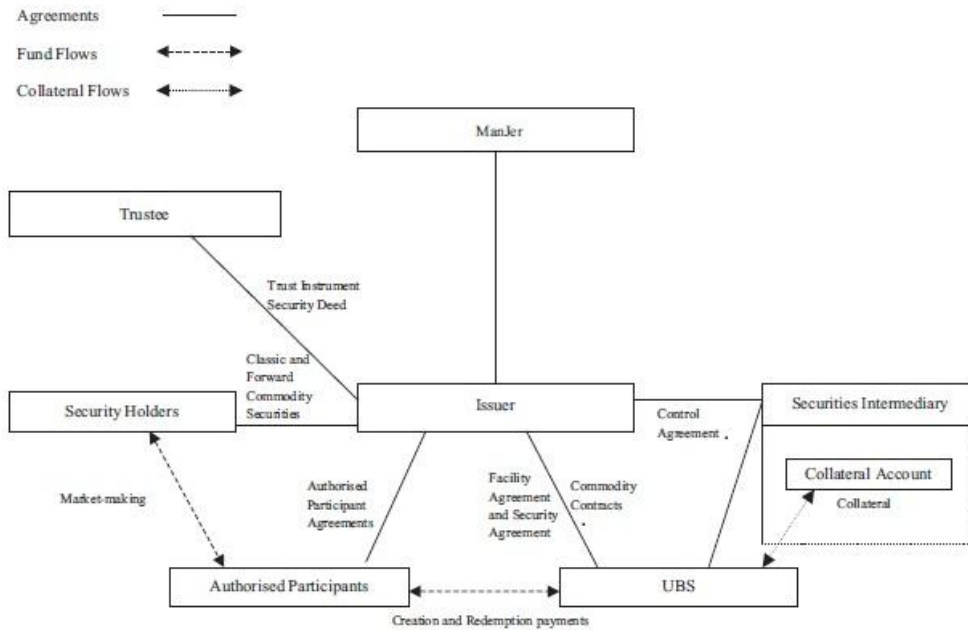 Agreements
Fund Flows
Collateral Flows
ManJer
Trustee
Trust Instrument
Security Deed
Classic and
Forward
Commodity
Securities
Security Holders
Issuer
Securities Intermediary
Control
Agreement
Collateral Account
Collateral
Market-making
Authorised
Participant
Agreements
Facility
Agreement
and Security
Agreement
Commodity
Contracts
Authorised Participants
UBS
Creation and Redemption payments